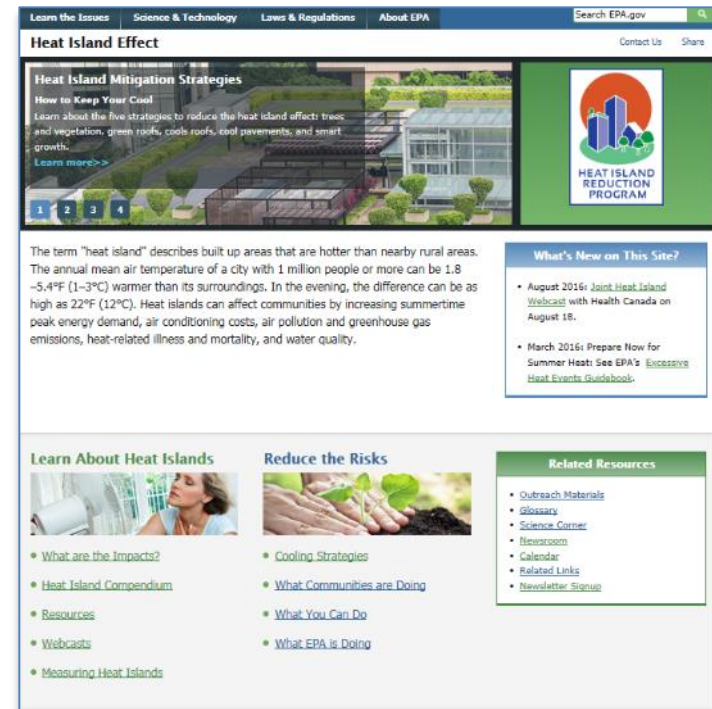 Learn the Issues Science & Technology Laws & Regulations About EPA Search EPA.gov
Heat Island Effect
Contact Us Share
Heat Island Mitigation Strategies
How to Keep Your Cool
Learn about the five strategies to reduce the heat island effect: trees
and vegetation, green roofs, cools roofs, cool pavements, and smart
growth.
Learn more>>
1 2 3 4
HEAT ISLAND
REDUCTION
PROGRAM
The term "heat island" describes built up areas that are hotter than nearby rural areas.
The annual mean air temperature of a city with 1 million people or more can be 1.8
–5.4°F (1–3°C) warmer than its surroundings. In the evening, the difference can be as
high as 22°F (12°C). Heat islands can affect communities by increasing summertime
peak energy demand, air conditioning costs, air pollution and greenhouse gas
emissions, heat-related illness and mortality, and water quality.
What's New on This Site?
• August 2016: Joint Heat Island
Webcast with Health Canada on
August 18.
• March 2016: Prepare Now for
Summer Heat: See EPA's Excessive
Heat Events Guidebook.
Learn About Heat Islands
• What are the Impacts?
• Heat Island Compendium
• Resources
• Webcasts
• Measuring Heat Islands
Reduce the Risks
• Cooling Strategies
• What Communities are Doing
• What You Can Do
• What EPA is Doing
Related Resources
• Outreach Materials
• Glossary
• Science Corner
• Newsroom
• Calendar
• Related Links
• Newsletter Signup